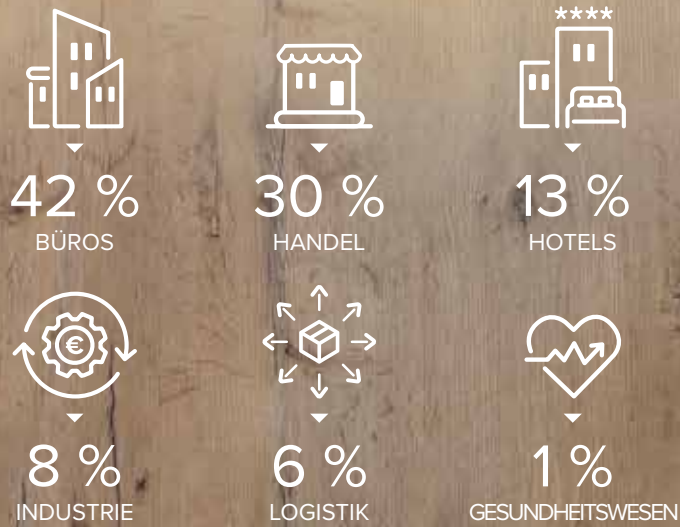 ****
42 %
30 %
13 %
BÜROS
HANDEL
HOTELS
€
8 %
6 %
1 %
INDUSTRIE
LOGISTIK
GESUNDHEITSWESEN